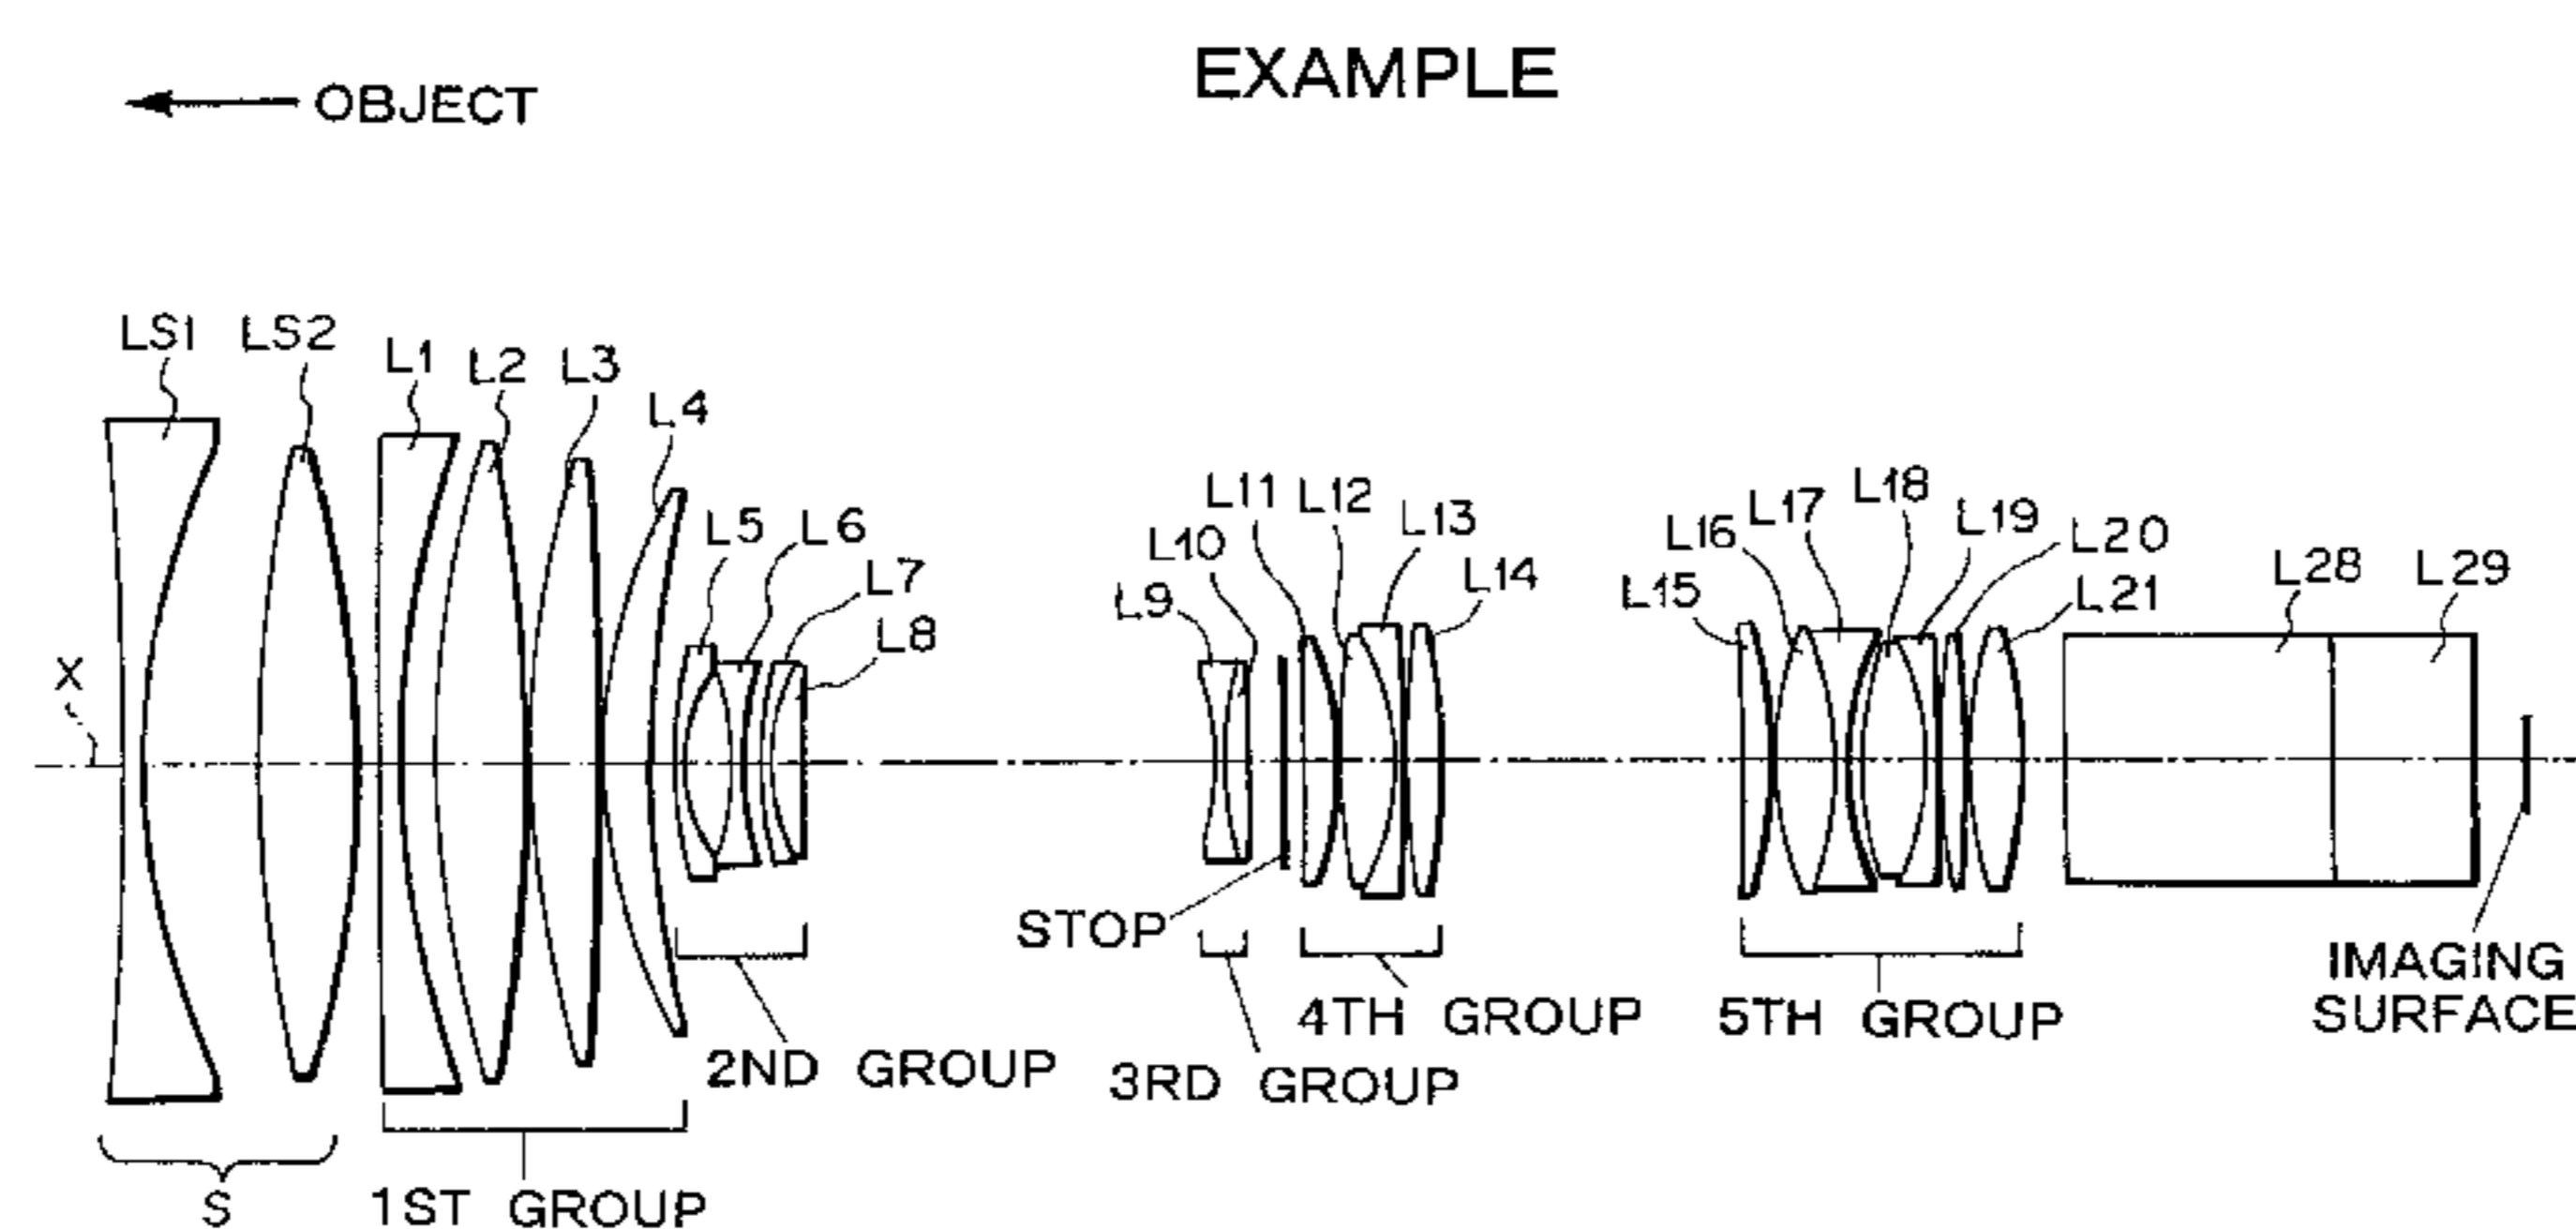 EXAMPLE
OBJECT
LS1
LS2
L1
L2
L3
L4
L5
L6
L7
L8
L9
L10
L11
L12
L13
L14
L15
L16
L17
L18
L19
L20
L21
L28
L29
X
STOP
IMAGING
SURFACE
2ND GROUP
3RD GROUP
4TH GROUP
5TH GROUP
S
1ST GROUP